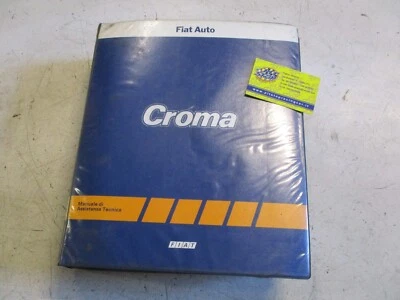 Fiat Auto
Croma
Manuale di
Assistenza Tecnica
FIAT